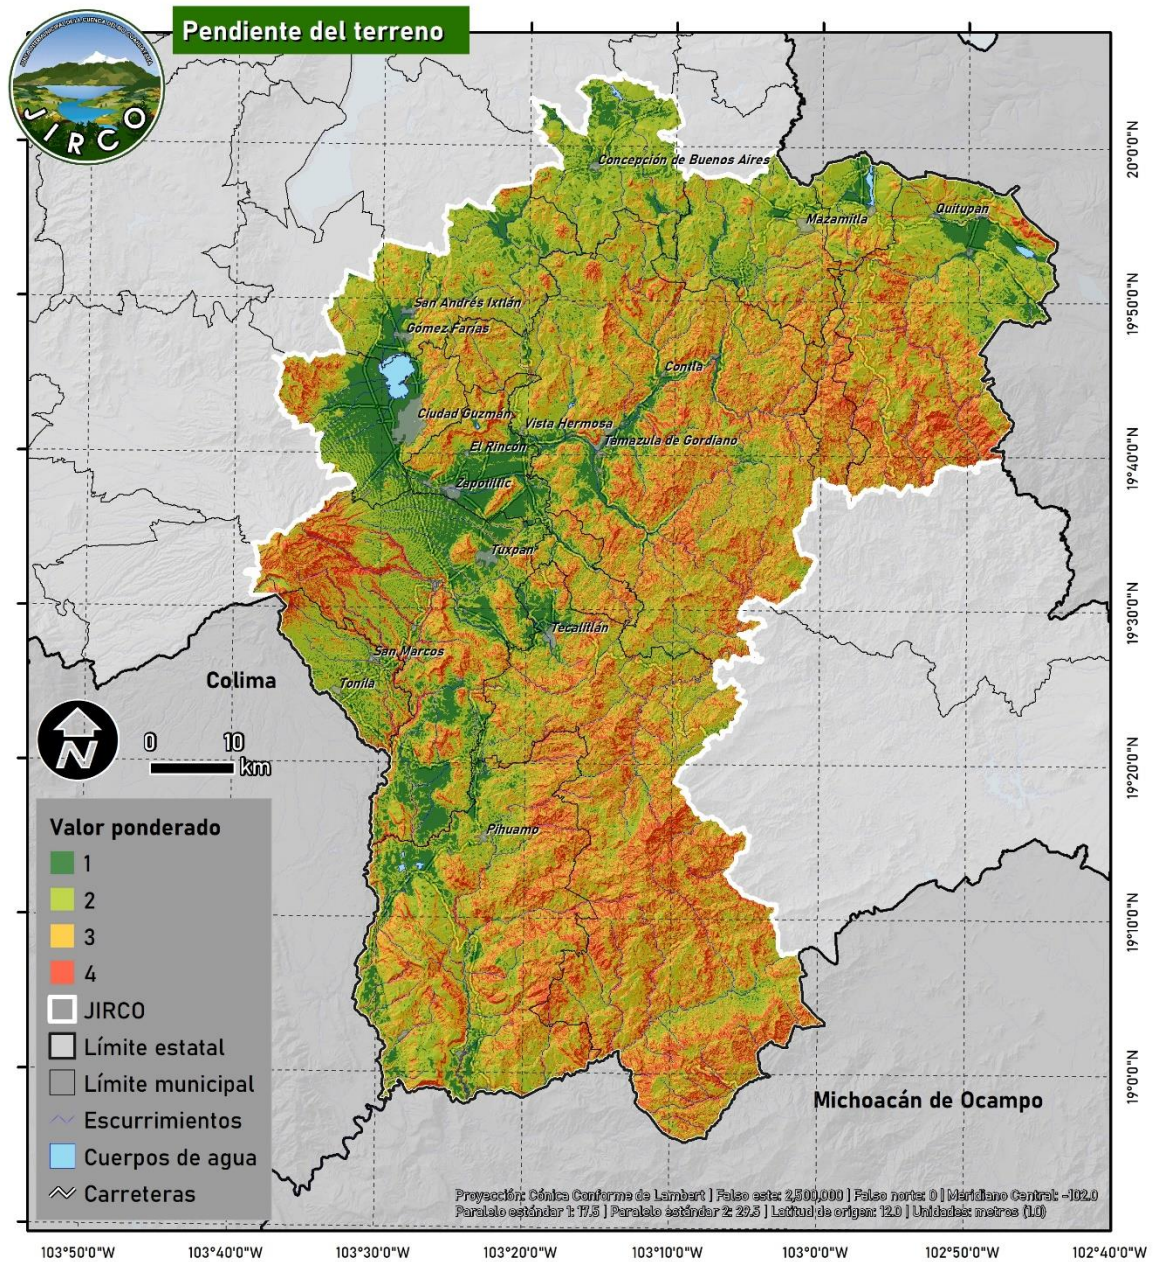 Pendiente del terreno
JIRCO
Concepción de Buenos Aires
Mazamitla
Quitupan
San Andrés Ixtlán
Gómez Farías
Contla
Ciudad Guzmán
Vista Hermosa
El Rincón
Tamazula de Gordiano
Zapotiltic
Tuxpan
Tecalitlán
San Marcos
Colima
Tonila
0 10
km
N
Pihuamo
Valor ponderado
1
2
3
4
JIRCO
Límite estatal
Límite municipal
Escurrimientos
Cuerpos de agua
Carreteras
Michoacán de Ocampo
Proyección: Cónica Conforme de Lambert | Falso este: 2,500,000 | Falso norte: 0 | Meridiano Central: -102.0
Paralelo estándar 1: 17.5 | Paralelo estándar 2: 29.5 | Latitud de origen: 12.0 | Unidades: metros (1.0)
20°0'0"N
19°50'0"N
19°40'0"N
19°30'0"N
19°20'0"N
19°10'0"N
19°0'0"N
103°50'0"W 103°40'0"W 103°30'0"W 103°20'0"W 103°10'0"W 103°0'0"W 102°50'0"W 102°40'0"W